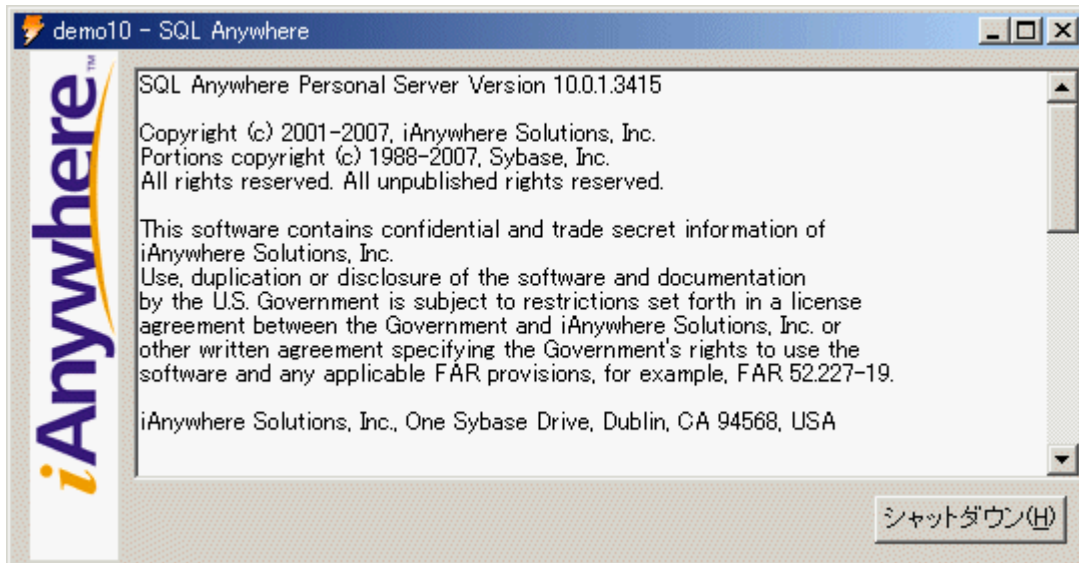 demo10 - SQL Anywhere
iAnywhere™
SQL Anywhere Personal Server Version 10.0.1.3415
Copyright (c) 2001-2007, iAnywhere Solutions, Inc.
Portions copyright (c) 1988-2007, Sybase, Inc.
All rights reserved. All unpublished rights reserved.
This software contains confidential and trade secret information of
iAnywhere Solutions, Inc.
Use, duplication or disclosure of the software and documentation
by the U.S. Government is subject to restrictions set forth in a license
agreement between the Government and iAnywhere Solutions, Inc. or
other written agreement specifying the Government's rights to use the
software and any applicable FAR provisions, for example, FAR 52.227-19.
iAnywhere Solutions, Inc., One Sybase Drive, Dublin, CA 94568, USA
シャットダウン(H)